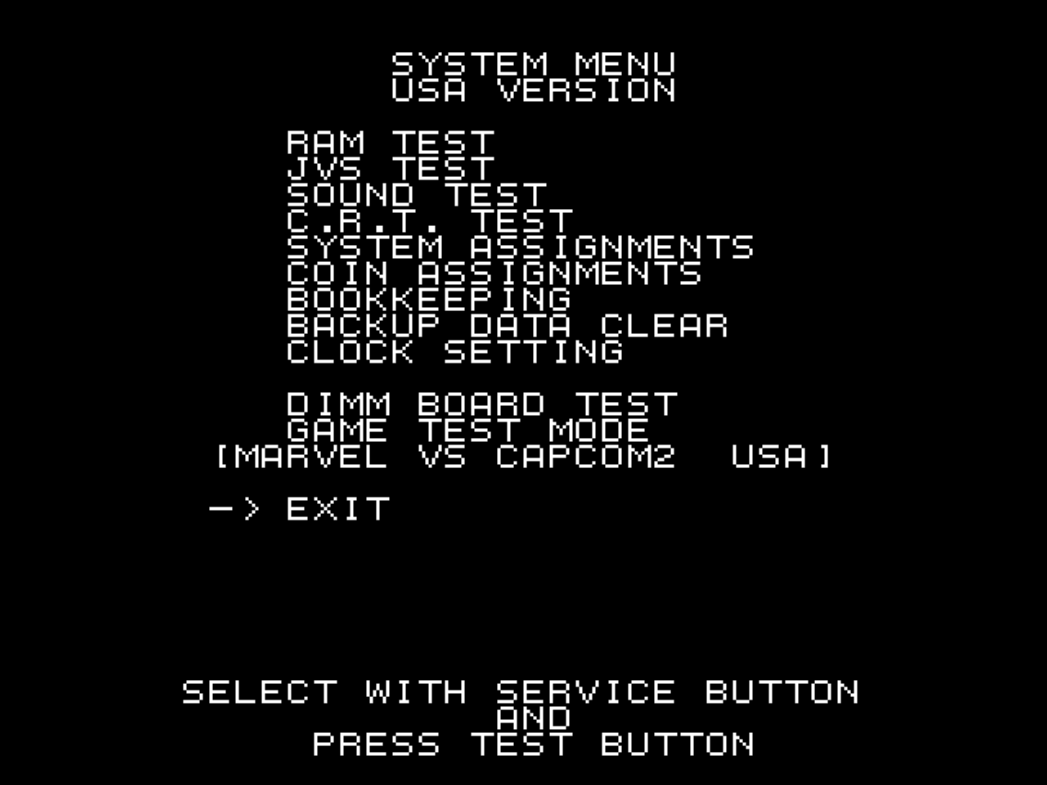 SYSTEM MENU
USA VERSION
RAM TEST
JVS TEST
SOUND TEST
C.R.T. TEST
SYSTEM ASSIGNMENTS
COIN ASSIGNMENTS
BOOKKEEPING
BACKUP DATA CLEAR
CLOCK SETTING
DIMM BOARD TEST
GAME TEST MODE
[MARVEL VS CAPCOM2  USA]
-> EXIT
SELECT WITH SERVICE BUTTON
AND
PRESS TEST BUTTON